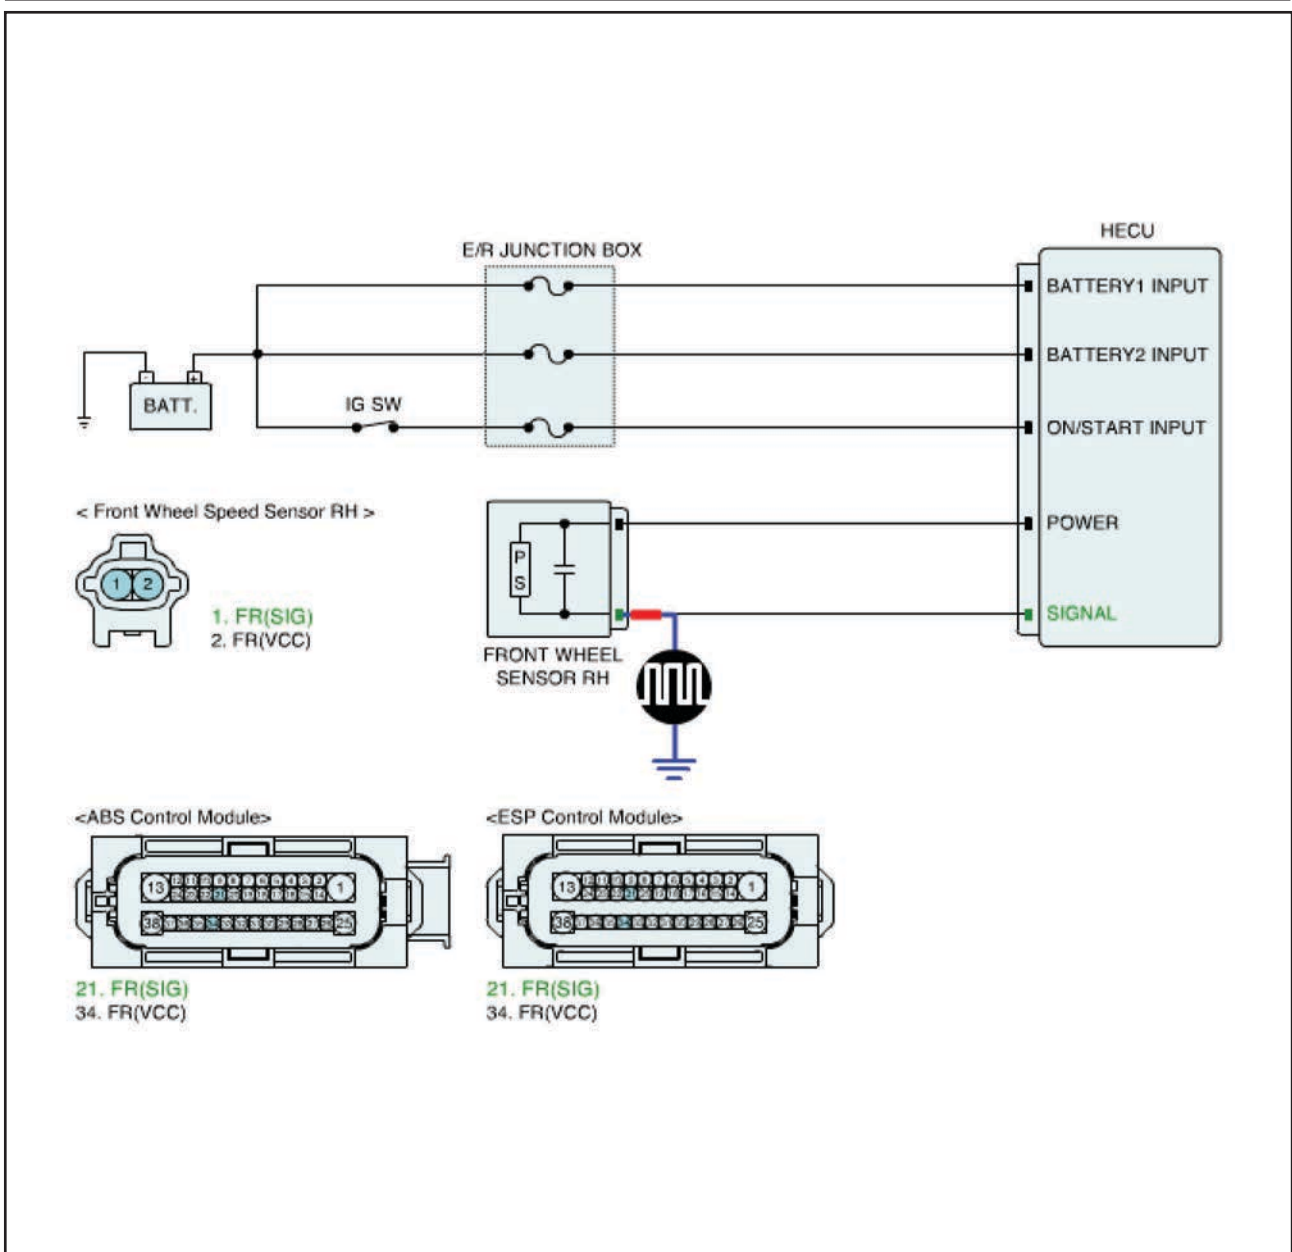 HECU
E/R JUNCTION BOX
BATTERY1 INPUT
BATTERY2 INPUT
- +
BATT.
IG SW
ON/START INPUT
< Front Wheel Speed Sensor RH >
POWER
P
S
1 2
1. FR(SIG)
2. FR(VCC)
SIGNAL
FRONT WHEEL
SENSOR RH
<ABS Control Module>
<ESP Control Module>
13 1
38 25
13 1
38 25
21. FR(SIG)
34. FR(VCC)
21. FR(SIG)
34. FR(VCC)